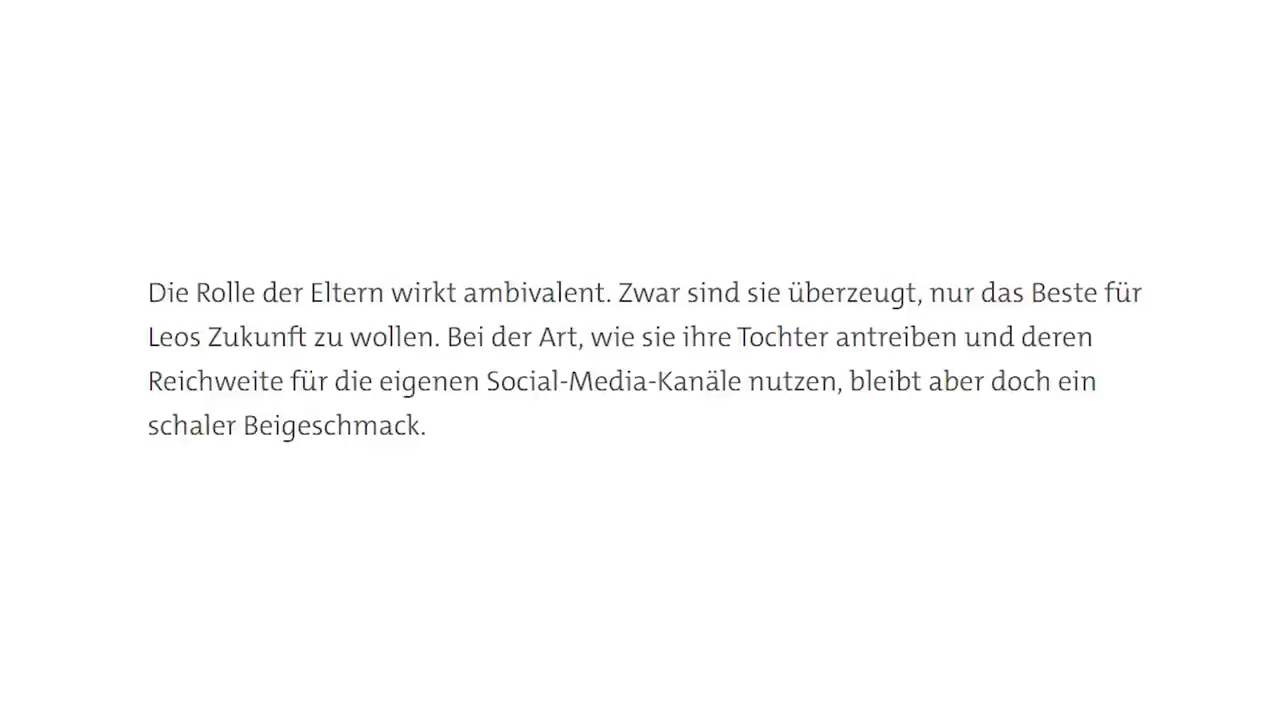 Die Rolle der Eltern wirkt ambivalent. Zwar sind sie überzeugt, nur das Beste für
Leos Zukunft zu wollen. Bei der Art, wie sie ihre Tochter antreiben und deren
Reichweite für die eigenen Social-Media-Kanäle nutzen, bleibt aber doch ein
schaler Beigeschmack.